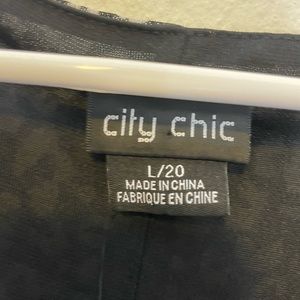 city chic
L/20
MADE IN CHINA
FABRIQUE EN CHINE